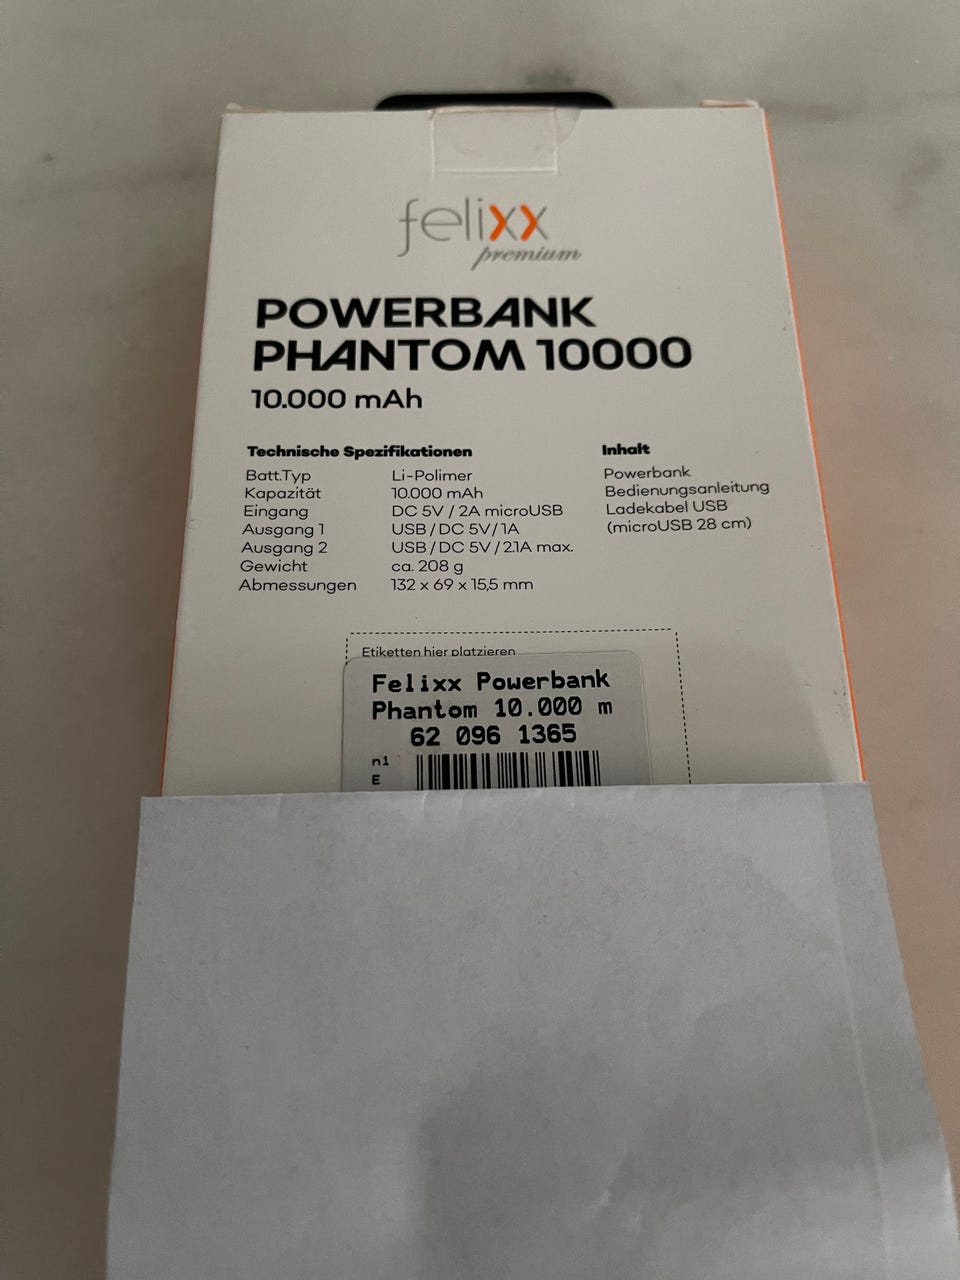 felixx
premium
POWERBANK
PHANTOM 10000
10.000 mAh
Technische Spezifikationen
Batt.Typ Li-Polimer
Kapazität 10.000 mAh
Eingang DC 5V / 2A microUSB
Ausgang 1 USB / DC 5V / 1A
Ausgang 2 USB / DC 5V / 2.1A max.
Gewicht ca. 208 g
Abmessungen 132 x 69 x 15,5 mm
Inhalt
Powerbank
Bedienungsanleitung
Ladekabel USB
(microUSB 28 cm)
Etiketten hier platzieren
Felixx Powerbank
Phantom 10.000 m
62 096 1365
n1
E